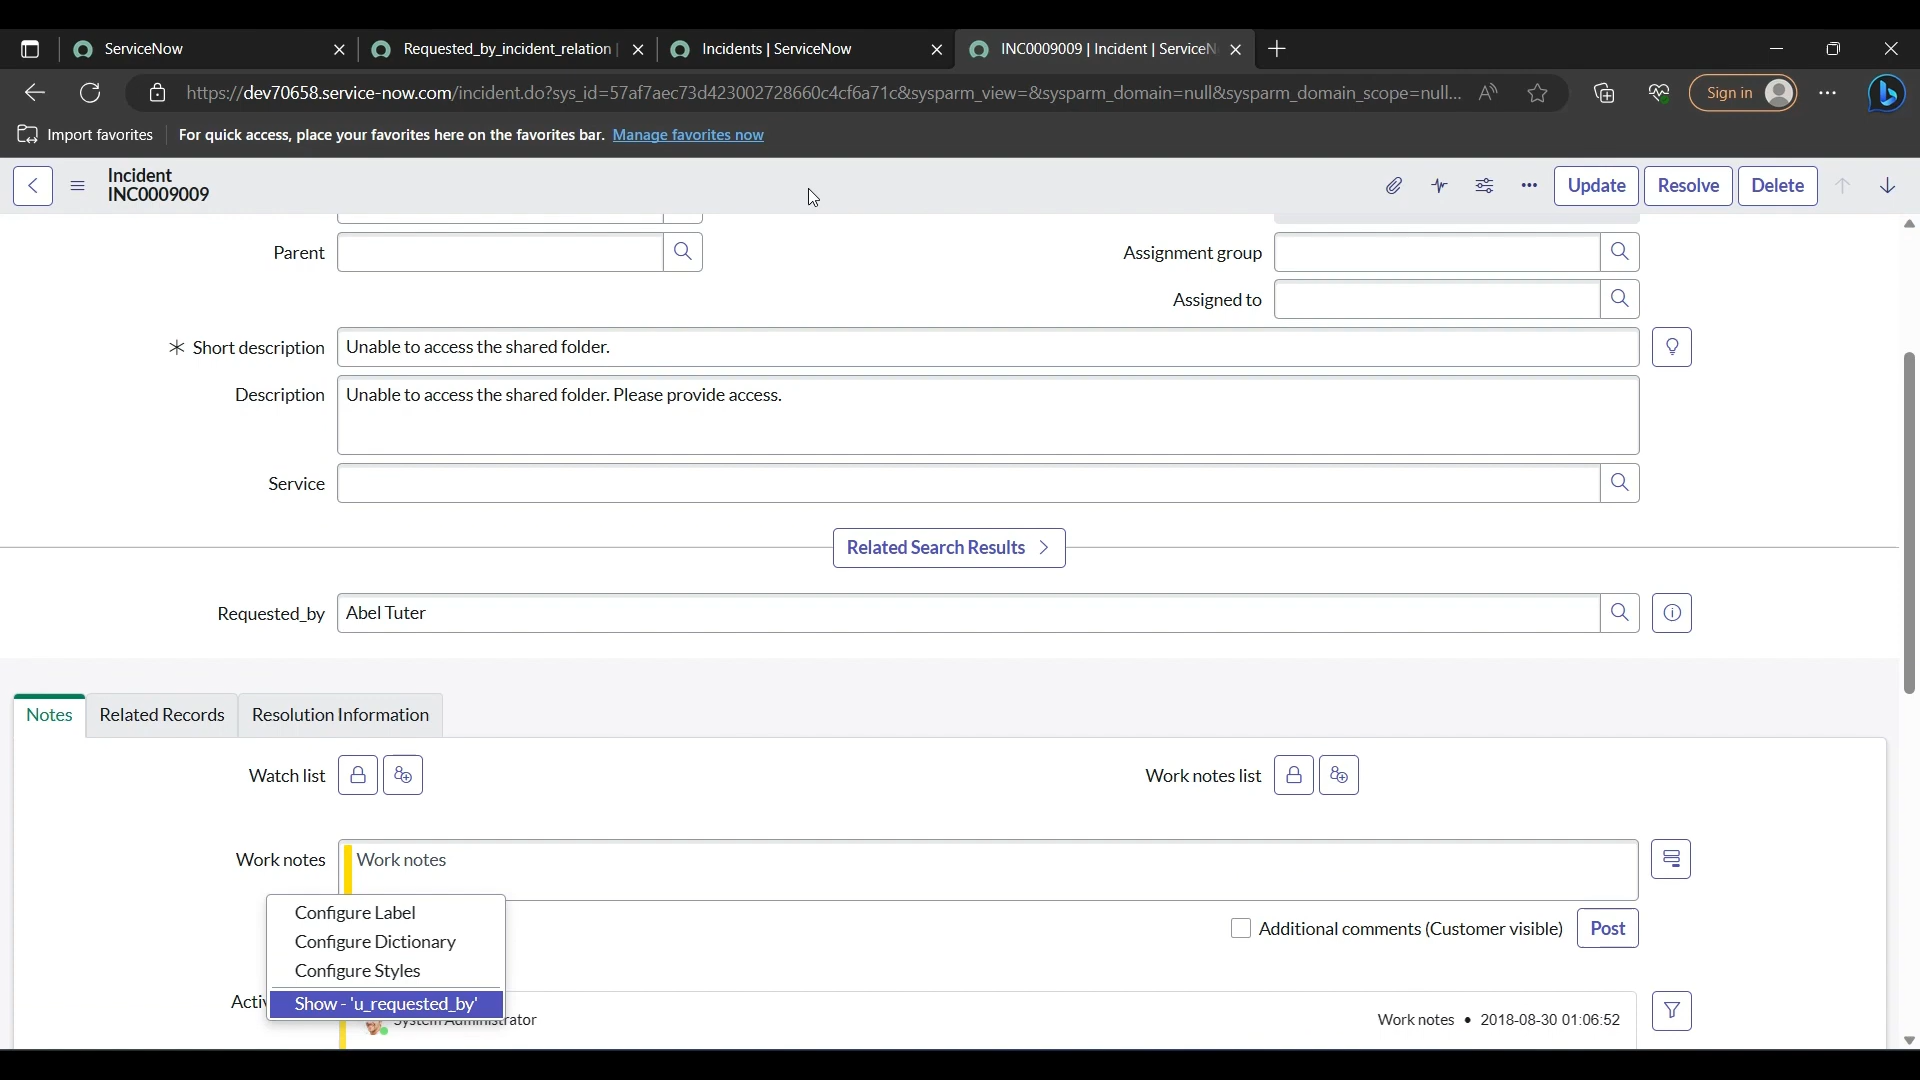 ServiceNow
Requested_by_incident_relation
Incidents | ServiceNow
INC0009009 | Incident | ServiceN
https://dev70658.service-now.com/incident.do?sys_id=57af7aec73d423002728660c4cf6a71c&sysparm_view=&sysparm_domain=null&sysparm_domain_scope=null...
Sign in
Import favorites
For quick access, place your favorites here on the favorites bar. Manage favorites now
Incident
INC0009009
Update
Resolve
Delete
Parent
Assignment group
Assigned to
Short description
Unable to access the shared folder.
Description
Unable to access the shared folder. Please provide access.
Service
Related Search Results
Requested_by
Abel Tuter
Notes
Related Records
Resolution Information
Watch list
Work notes list
Work notes
Work notes
Configure Label
Configure Dictionary
Configure Styles
Show - 'u_requested_by'
Additional comments (Customer visible)
Post
Activ
System Administrator
Work notes • 2018-08-30 01:06:52